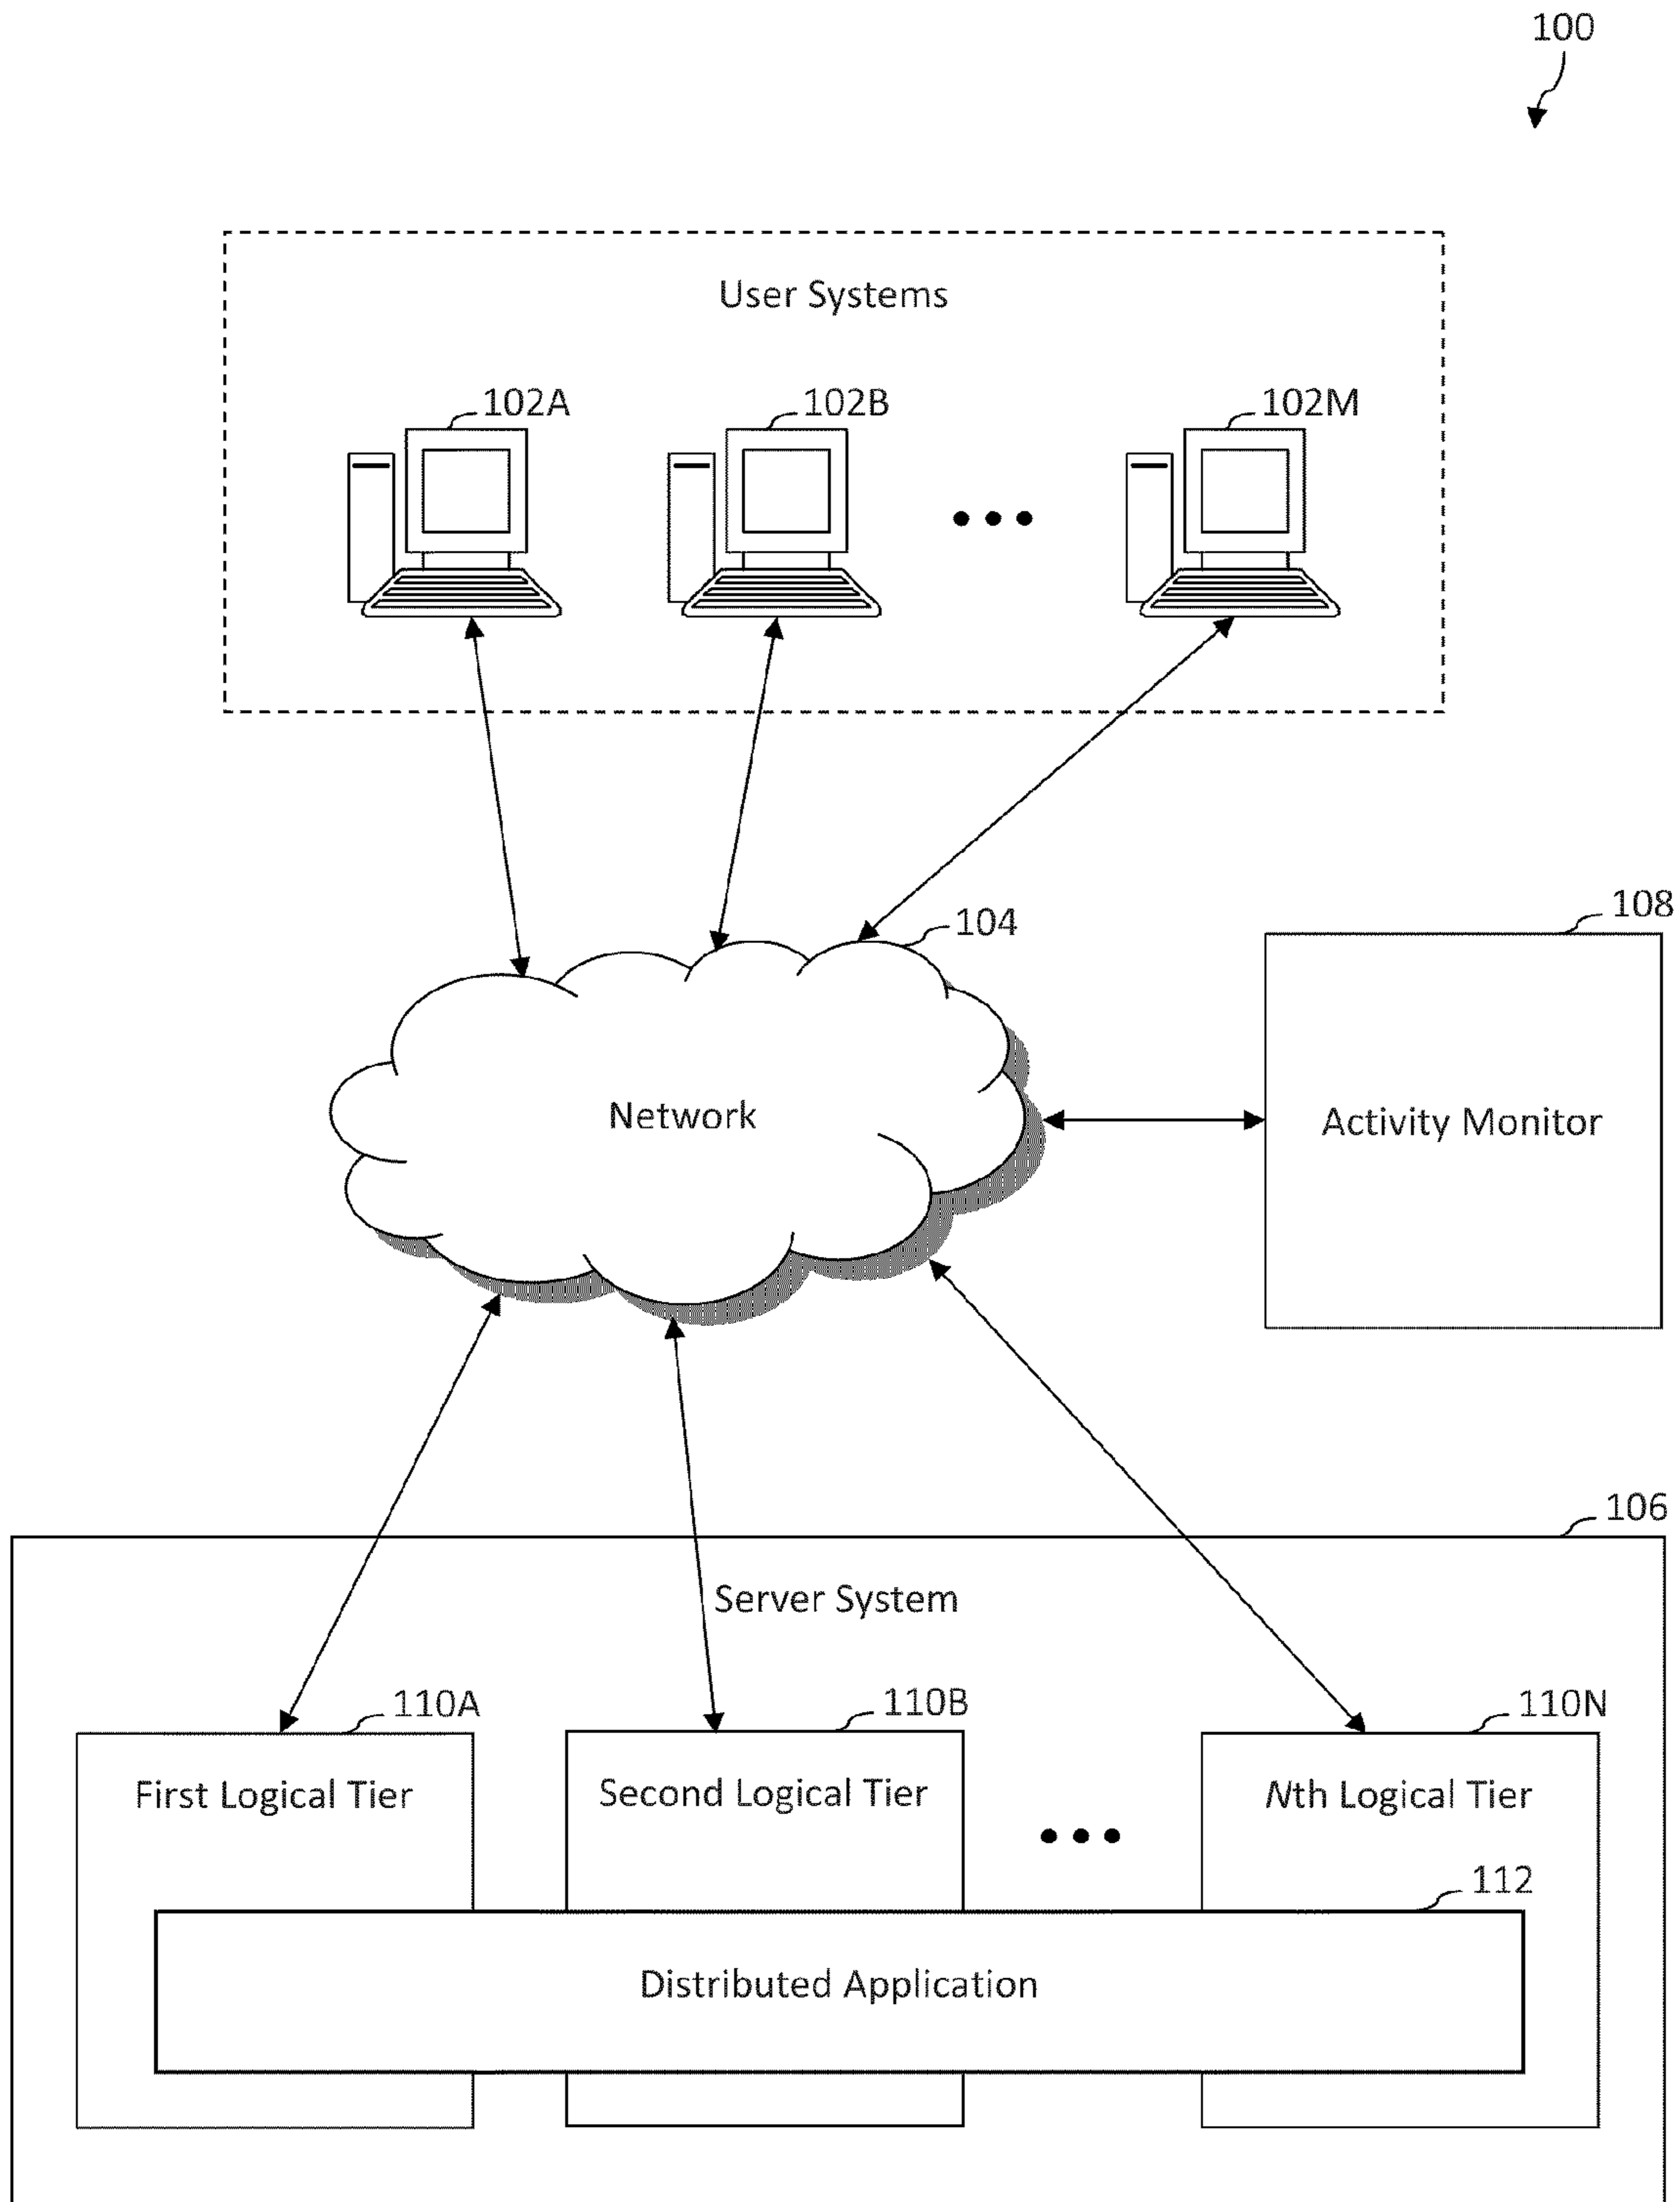 100
User Systems
102A
102B
102M
104
108
Network
Activity Monitor
106
Server System
110A
110B
110N
First Logical Tier
Second Logical Tier
Nth Logical Tier
112
Distributed Application